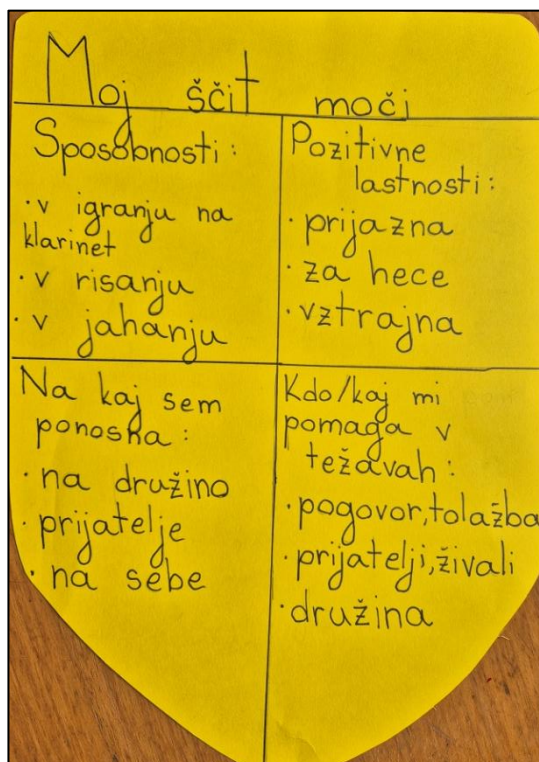 Moj ščit moči
Sposobnosti:
• v igranju na
klarinet
• v risanju
• v jahanju
Pozitivne
lastnosti:
• prijazna
• za hece
• vztrajna
Na kaj sem
ponosna:
• na družino
• prijatelje
• na sebe
Kdo/kaj mi
pomaga v
težavah:
• pogovor, tolažba
• prijatelji, živali
• družina